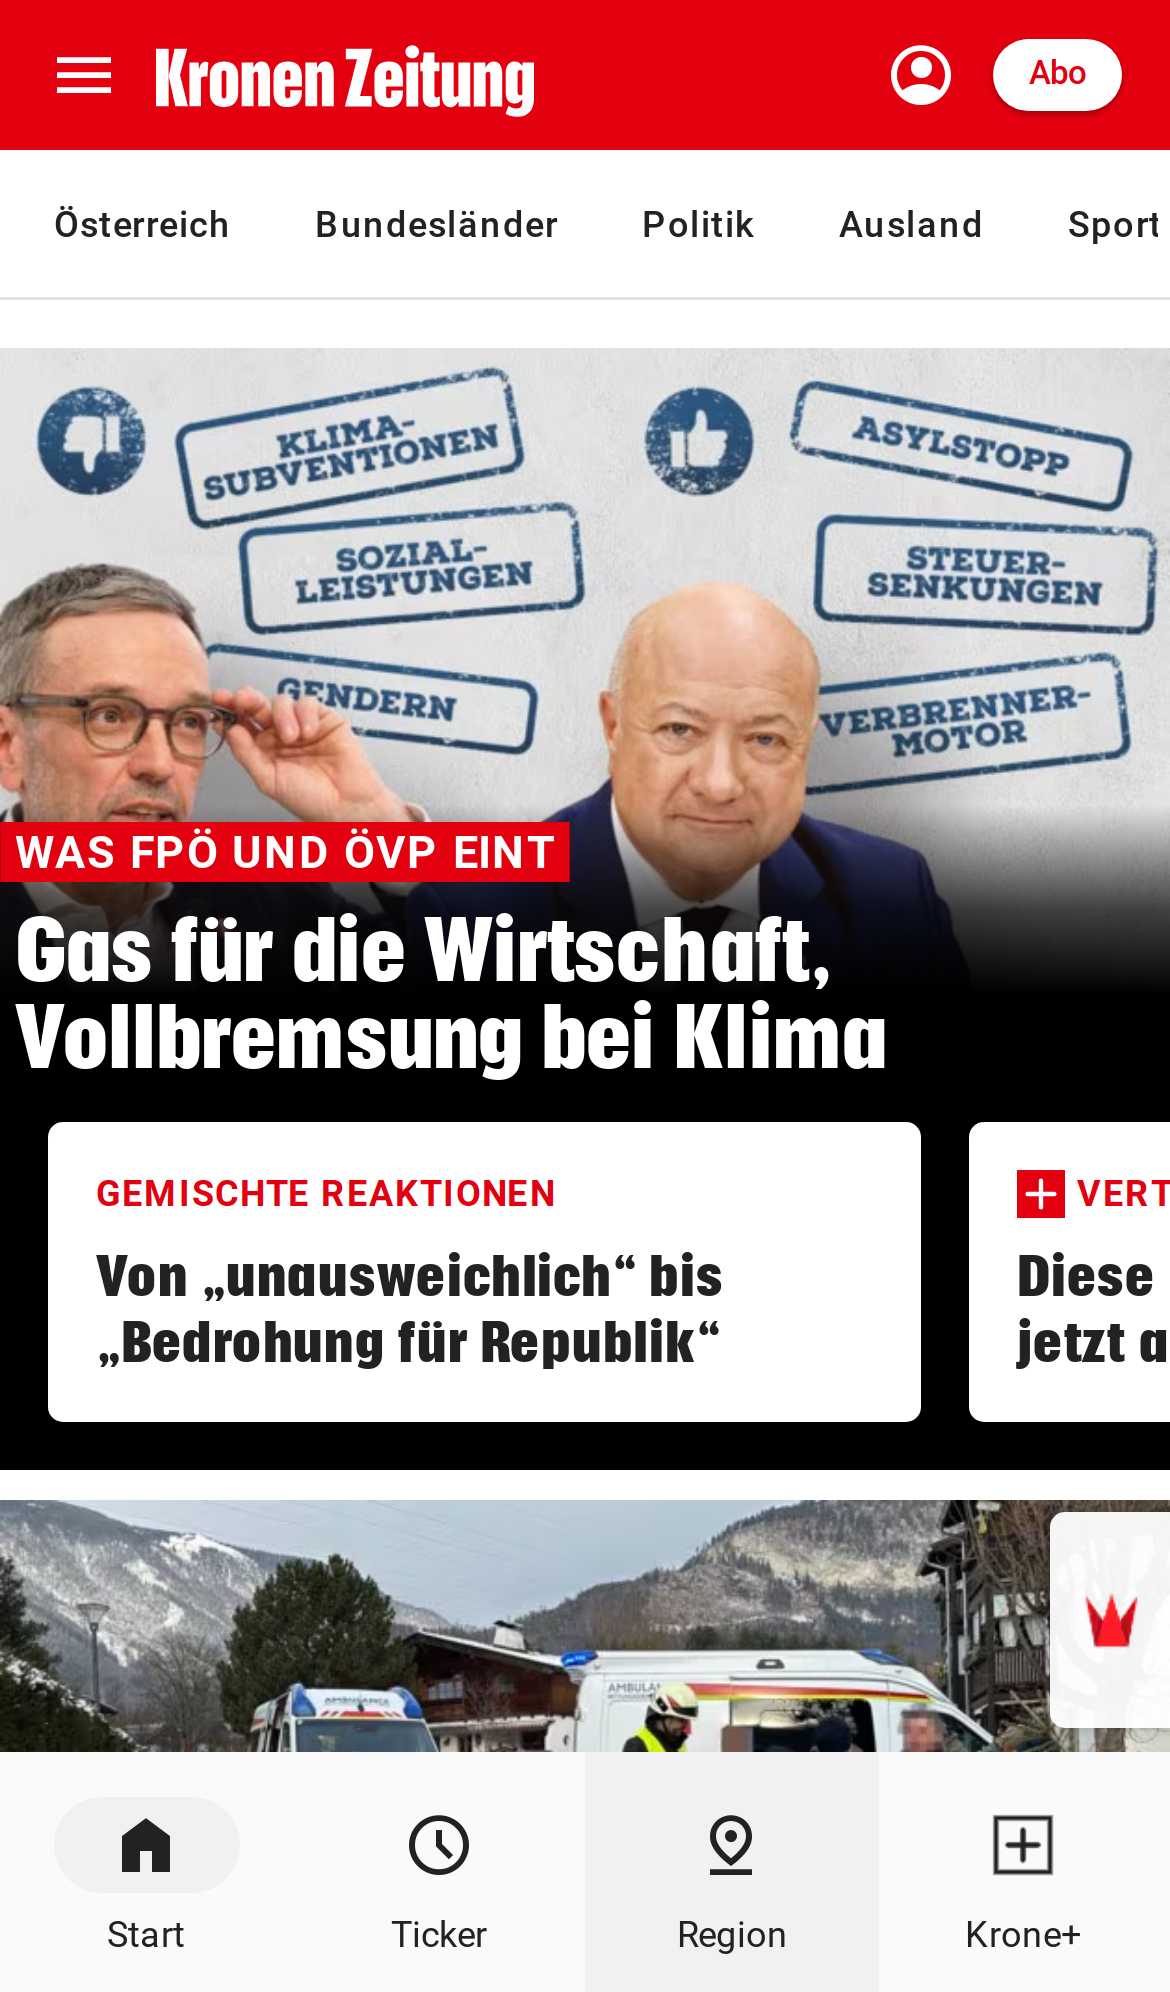 Kronen Zeitung
Abo
Österreich Bundesländer Politik Ausland Sport
KLIMA-
SUBVENTIONEN
SOZIAL-
LEISTUNGEN
GENDERN
ASYLSTOPP
STEUER-
SENKUNGEN
VERBRENNER-
MOTOR
WAS FPÖ UND ÖVP EINT
Gas für die Wirtschaft,
Vollbremsung bei Klima
GEMISCHTE REAKTIONEN
Von „unausweichlich“ bis
„Bedrohung für Republik“
VERT
Diese
jetzt a
AMBULANCE
AMBULAN
Start
Ticker
Region
Krone+